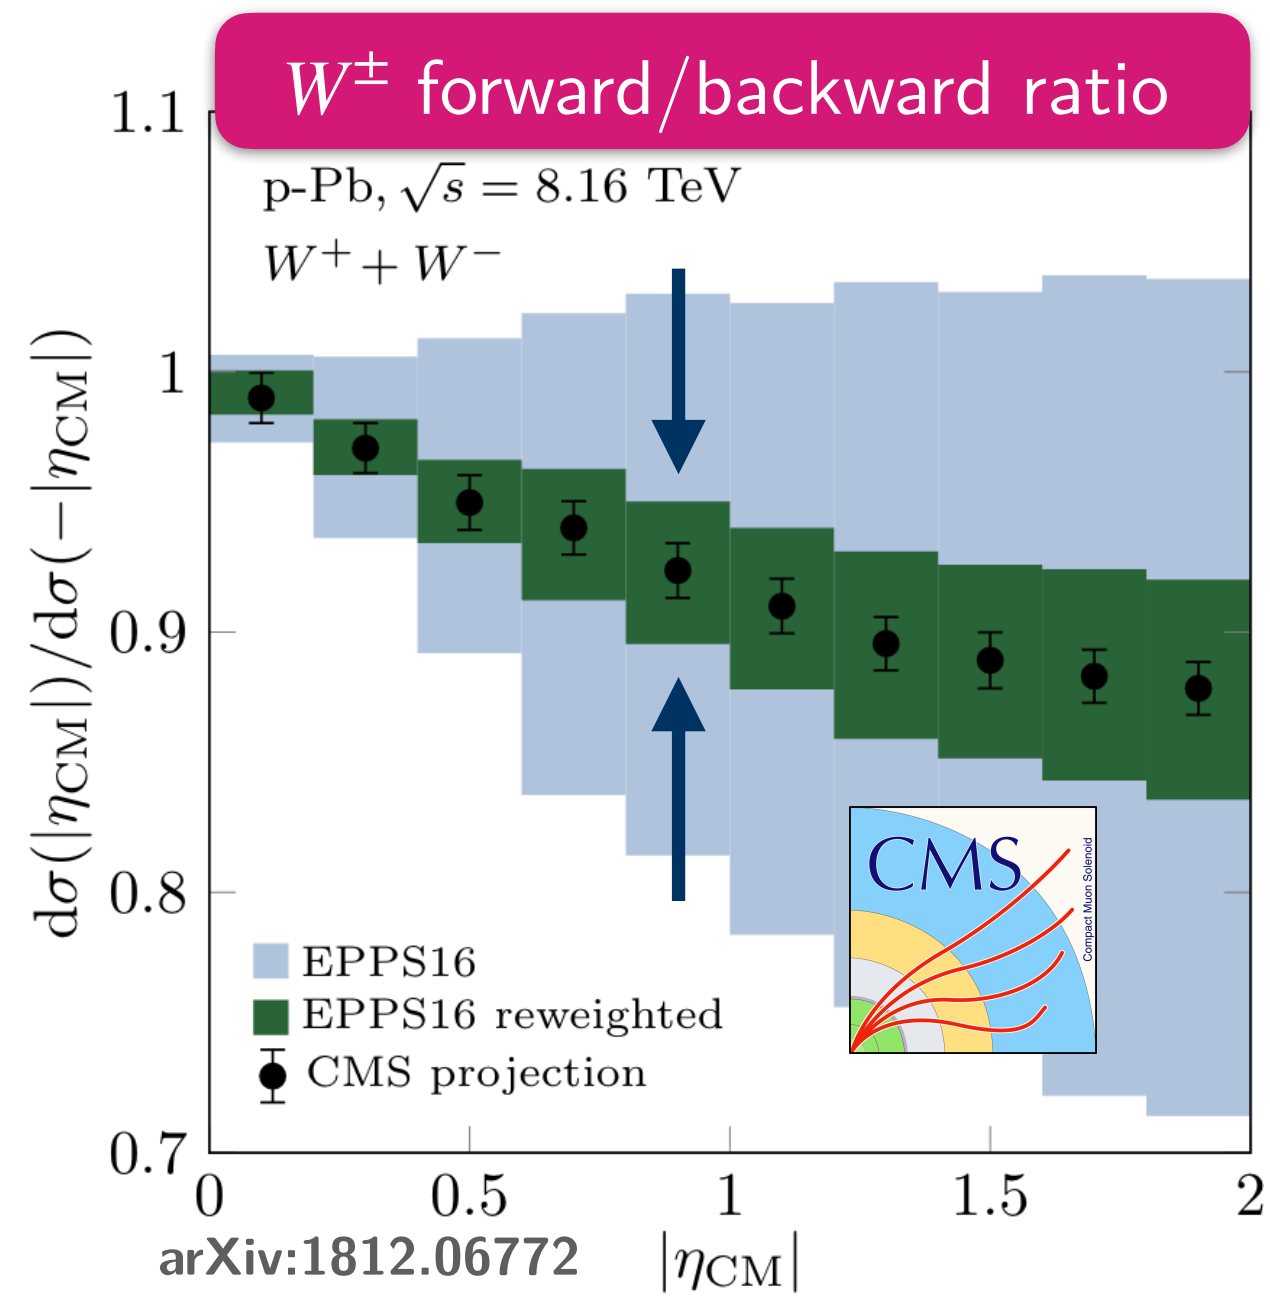 W± forward/backward ratio
1.1
p-Pb, √s = 8.16 TeV
W⁺ + W⁻
1
0.9
0.8
0.7
dσ(|ηCM|)/dσ(−|ηCM|)
CMS
Compact Muon Solenoid
EPPS16
EPPS16 reweighted
CMS projection
0 0.5 1 1.5 2
|ηCM|
arXiv:1812.06772